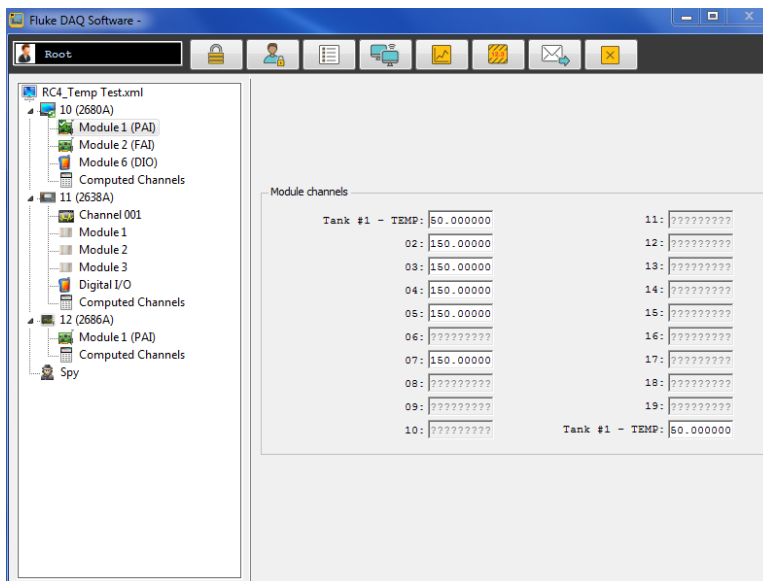 Fluke DAQ Software -
Root
RC4_Temp Test.xml
10 (2680A)
Module 1 (PAI)
Module 2 (FAI)
Module 6 (DIO)
Computed Channels
11 (2638A)
Channel 001
Module 1
Module 2
Module 3
Digital I/O
Computed Channels
12 (2686A)
Module 1 (PAI)
Computed Channels
Spy
Module channels
Tank #1 - TEMP: 50.000000
02: 150.00000
03: 150.00000
04: 150.00000
05: 150.00000
06: ?????????
07: 150.00000
08: ?????????
09: ?????????
10: ?????????
11: ?????????
12: ?????????
13: ?????????
14: ?????????
15: ?????????
16: ?????????
17: ?????????
18: ?????????
19: ?????????
Tank #1 - TEMP: 50.000000